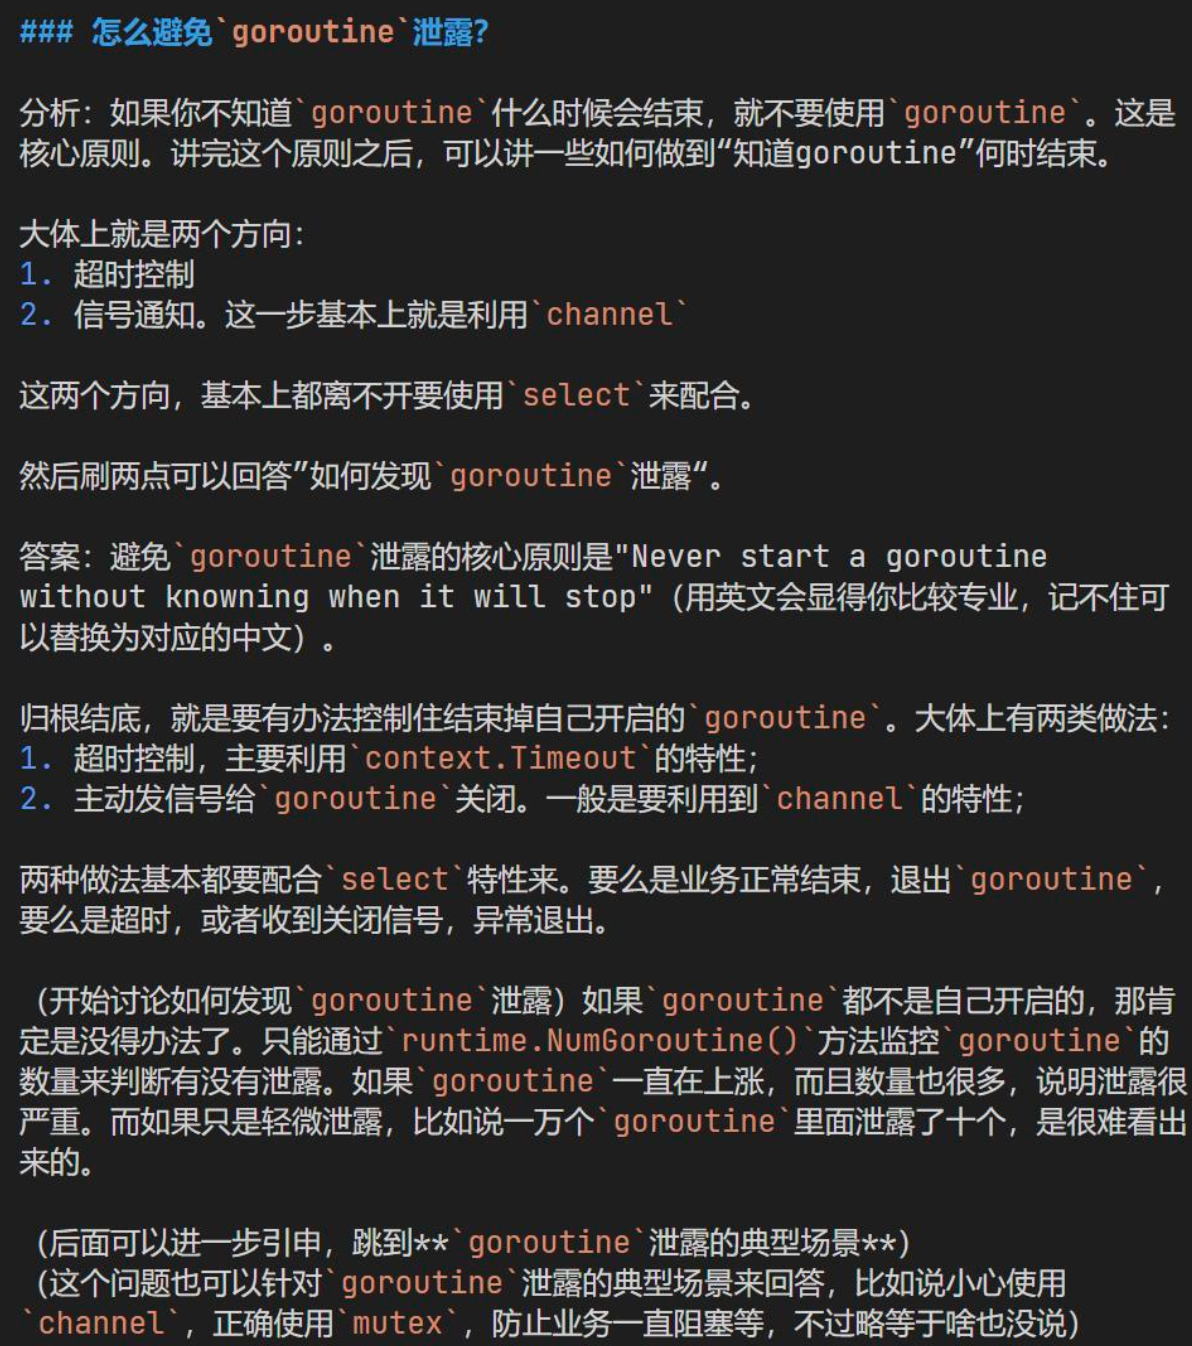 ### 怎么避免`goroutine`泄露？
分析：如果你不知道`goroutine`什么时候会结束，就不要使用`goroutine`。这是
核心原则。讲完这个原则之后，可以讲一些如何做到“知道goroutine”何时结束。
大体上就是两个方向：
1. 超时控制
2. 信号通知。这一步基本上就是利用`channel`
这两个方向，基本上都离不开要使用`select`来配合。
然后刷两点可以回答”如何发现`goroutine`泄露“。
答案：避免`goroutine`泄露的核心原则是"Never start a goroutine
without knowning when it will stop"（用英文会显得你比较专业，记不住可
以替换为对应的中文）。
归根结底，就是要有办法控制住结束掉自己开启的`goroutine`。大体上有两类做法：
1. 超时控制，主要利用`context.Timeout`的特性；
2. 主动发信号给`goroutine`关闭。一般是要利用到`channel`的特性；
两种做法基本都要配合`select`特性来。要么是业务正常结束，退出`goroutine`，
要么是超时，或者收到关闭信号，异常退出。
（开始讨论如何发现`goroutine`泄露）如果`goroutine`都不是自己开启的，那肯
定是没得办法了。只能通过`runtime.NumGoroutine()`方法监控`goroutine`的
数量来判断有没有泄露。如果`goroutine`一直在上涨，而且数量也很多，说明泄露很
严重。而如果只是轻微泄露，比如说一万个`goroutine`里面泄露了十个，是很难看出
来的。
（后面可以进一步引申，跳到**`goroutine`泄露的典型场景**）
（这个问题也可以针对`goroutine`泄露的典型场景来回答，比如说小心使用
`channel`，正确使用`mutex`，防止业务一直阻塞等，不过略等于啥也没说）